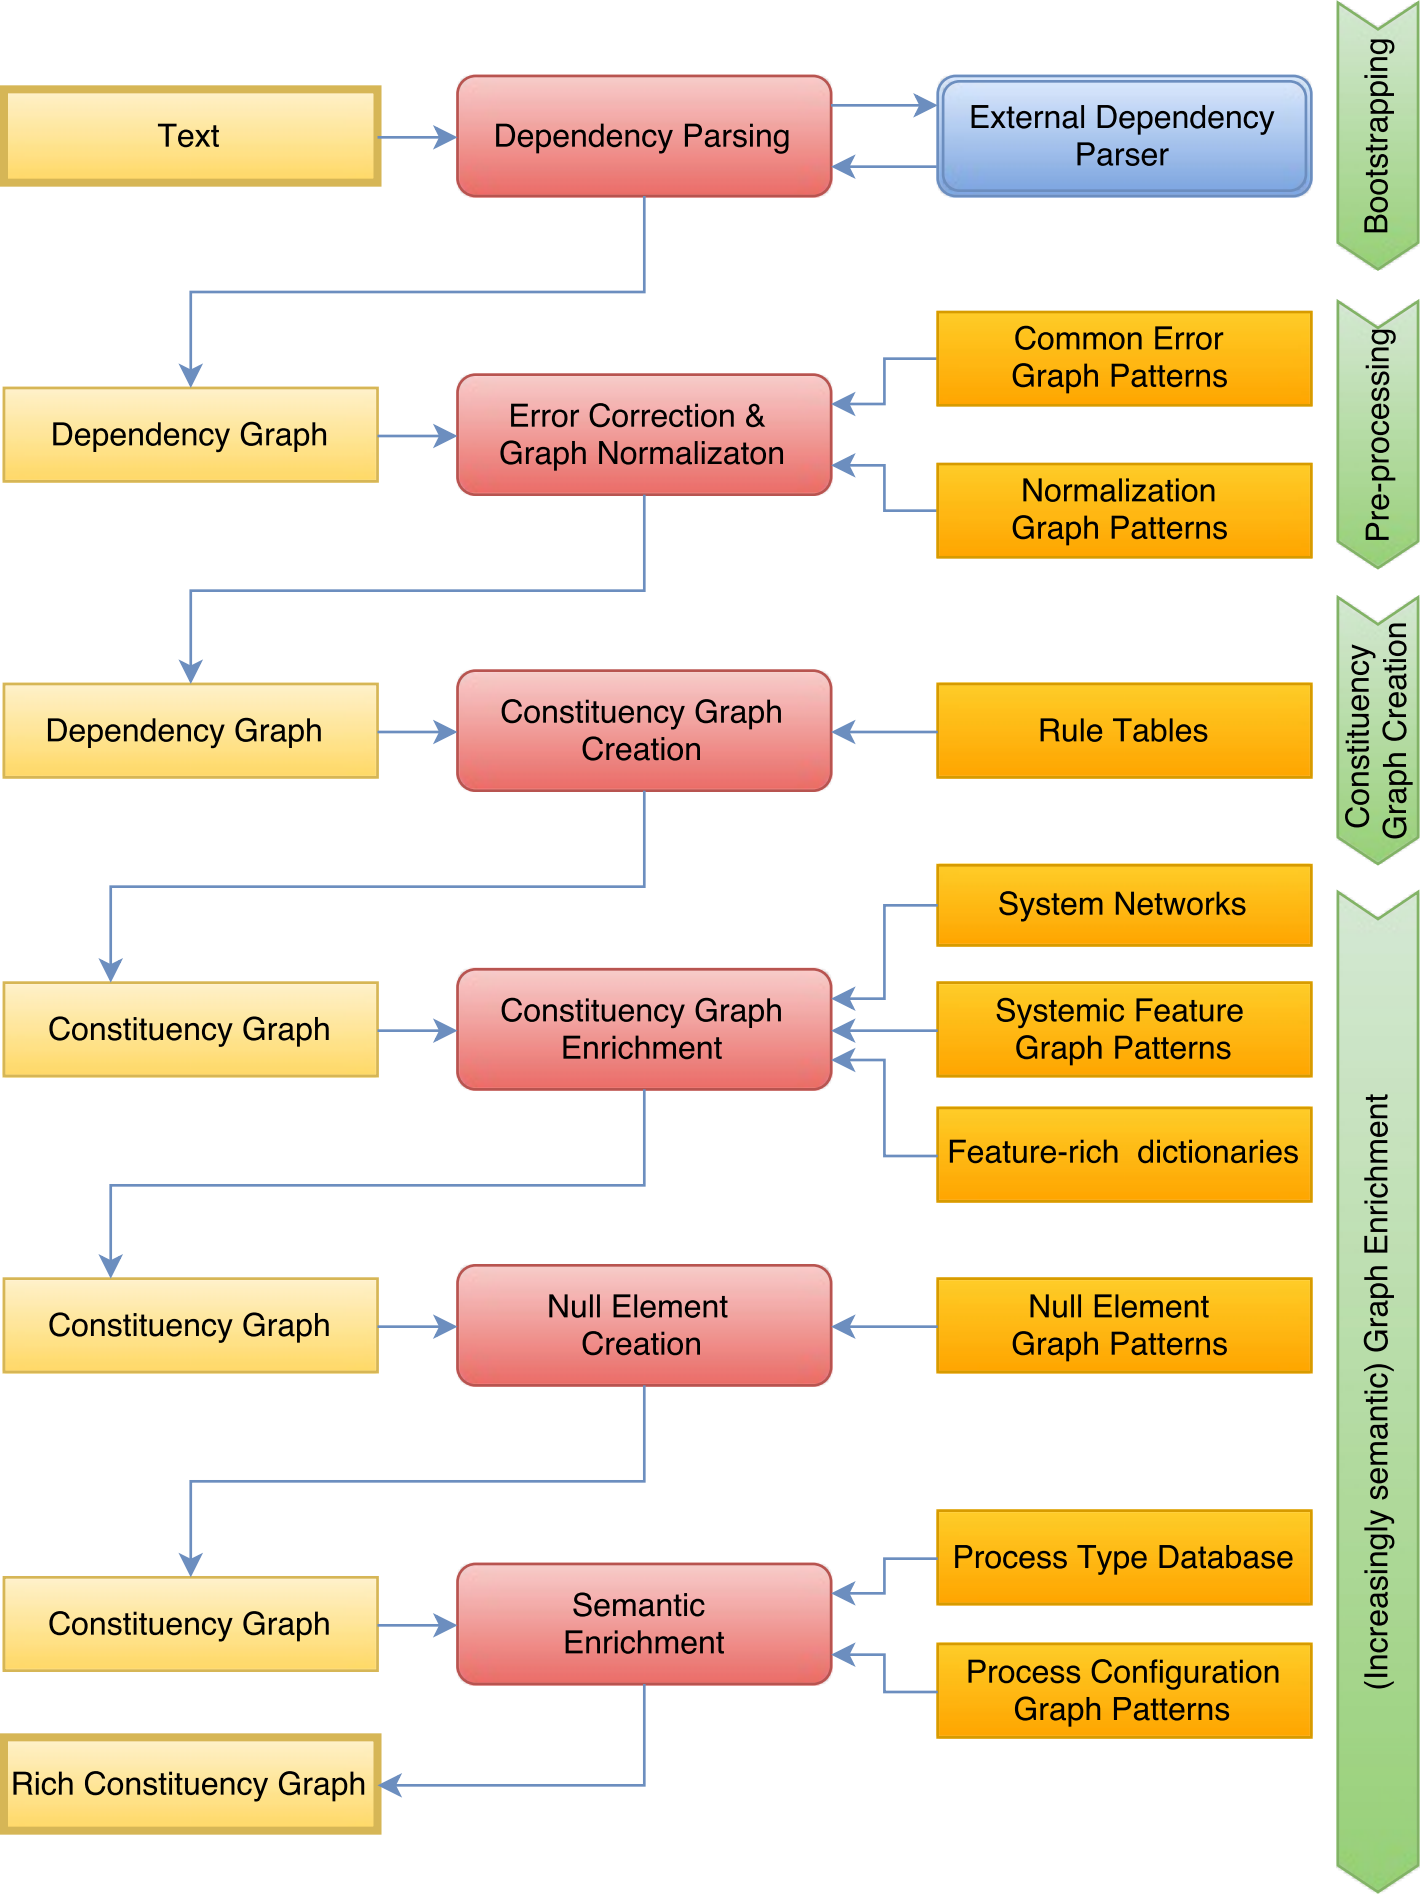 Text
Dependency Parsing
External Dependency
Parser
Bootstrapping
Dependency Graph
Error Correction &
Graph Normalizaton
Common Error
Graph Patterns
Normalization
Graph Patterns
Pre-processing
Dependency Graph
Constituency Graph
Creation
Rule Tables
Constituency
Graph Creation
Constituency Graph
Constituency Graph
Enrichment
System Networks
Systemic Feature
Graph Patterns
Feature-rich  dictionaries
Constituency Graph
Null Element
Creation
Null Element
Graph Patterns
Constituency Graph
Semantic
Enrichment
Process Type Database
Process Configuration
Graph Patterns
Rich Constituency Graph
(Increasingly semantic) Graph Enrichment